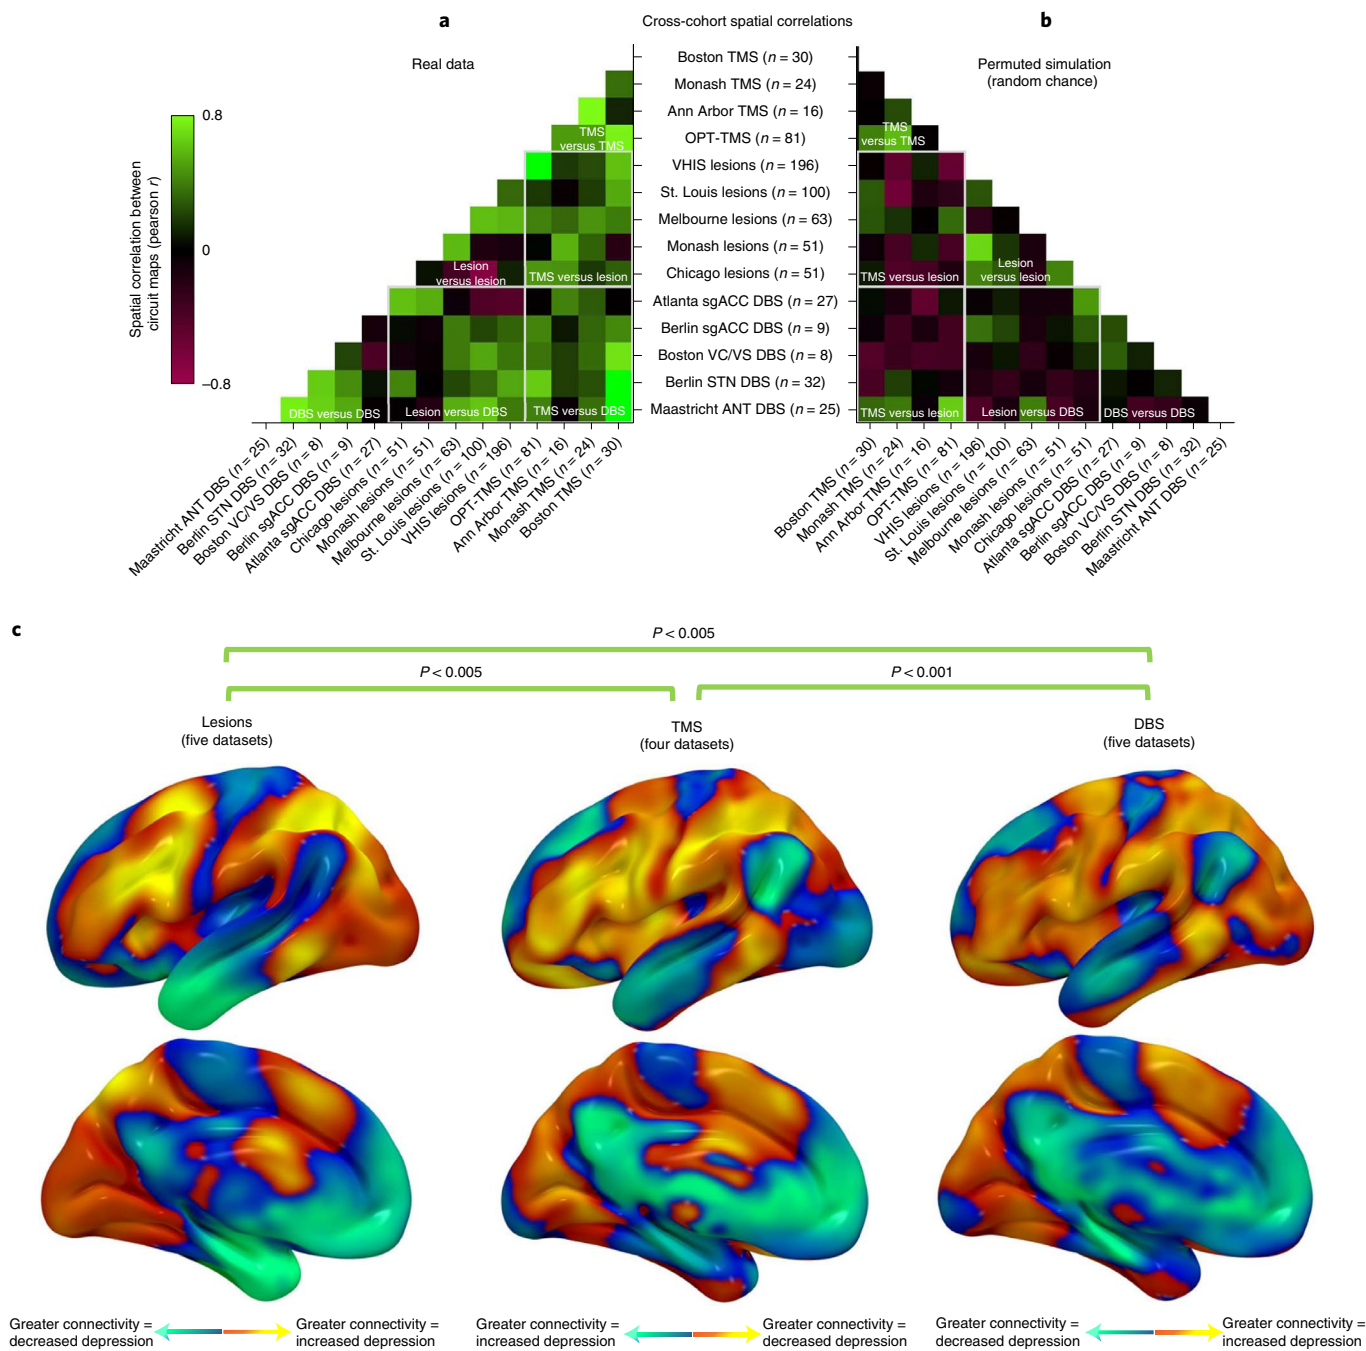 a
Cross-cohort spatial correlations
b
Real data
Permuted simulation
(random chance)
Boston TMS (n = 30)
Monash TMS (n = 24)
Ann Arbor TMS (n = 16)
OPT-TMS (n = 81)
VHIS lesions (n = 196)
St. Louis lesions (n = 100)
Melbourne lesions (n = 63)
Monash lesions (n = 51)
Chicago lesions (n = 51)
Atlanta sgACC DBS (n = 27)
Berlin sgACC DBS (n = 9)
Boston VC/VS DBS (n = 8)
Berlin STN DBS (n = 32)
Maastricht ANT DBS (n = 25)
Spatial correlation between
circuit maps (pearson r)
0.8
0
–0.8
TMS
versus TMS
Lesion
versus lesion
TMS versus lesion
DBS versus DBS
Lesion versus DBS
TMS versus DBS
TMS
versus TMS
TMS versus lesion
Lesion
versus lesion
TMS versus lesion
Lesion versus DBS
DBS versus DBS
Maastricht ANT DBS (n = 25)
Berlin STN DBS (n = 32)
Boston VC/VS DBS (n = 8)
Berlin sgACC DBS (n = 9)
Atlanta sgACC DBS (n = 27)
Chicago lesions (n = 51)
Monash lesions (n = 51)
Melbourne lesions (n = 63)
St. Louis lesions (n = 100)
VHIS lesions (n = 196)
OPT-TMS (n = 81)
Ann Arbor TMS (n = 16)
Monash TMS (n = 24)
Boston TMS (n = 30)
Boston TMS (n = 30)
Monash TMS (n = 24)
Ann Arbor TMS (n = 16)
OPT-TMS (n = 81)
VHIS lesions (n = 196)
St. Louis lesions (n = 100)
Melbourne lesions (n = 63)
Monash lesions (n = 51)
Chicago lesions (n = 51)
Atlanta sgACC DBS (n = 27)
Berlin sgACC DBS (n = 9)
Boston VC/VS DBS (n = 8)
Berlin STN DBS (n = 32)
Maastricht ANT DBS (n = 25)
c
P < 0.005
P < 0.005
P < 0.001
Lesions
(five datasets)
TMS
(four datasets)
DBS
(five datasets)
Greater connectivity =
decreased depression
Greater connectivity =
increased depression
Greater connectivity =
increased depression
Greater connectivity =
decreased depression
Greater connectivity =
decreased depression
Greater connectivity =
increased depression